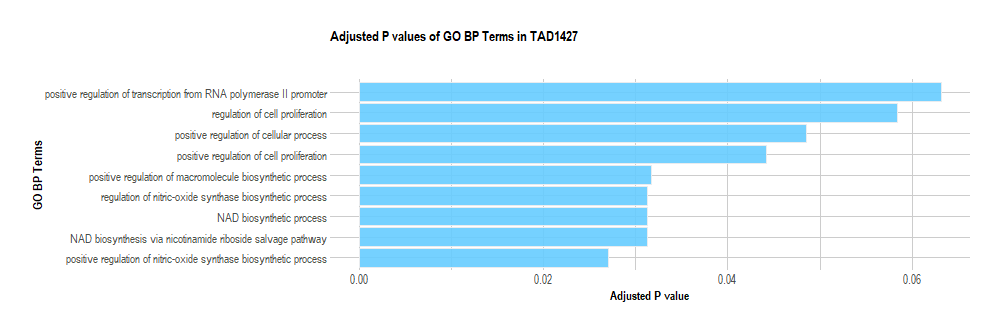 Adjusted P values of GO BP Terms in TAD1427
GO BP Terms
positive regulation of transcription from RNA polymerase II promoter
regulation of cell proliferation
positive regulation of cellular process
positive regulation of cell proliferation
positive regulation of macromolecule biosynthetic process
regulation of nitric-oxide synthase biosynthetic process
NAD biosynthetic process
NAD biosynthesis via nicotinamide riboside salvage pathway
positive regulation of nitric-oxide synthase biosynthetic process
0.00 0.02 0.04 0.06
Adjusted P value